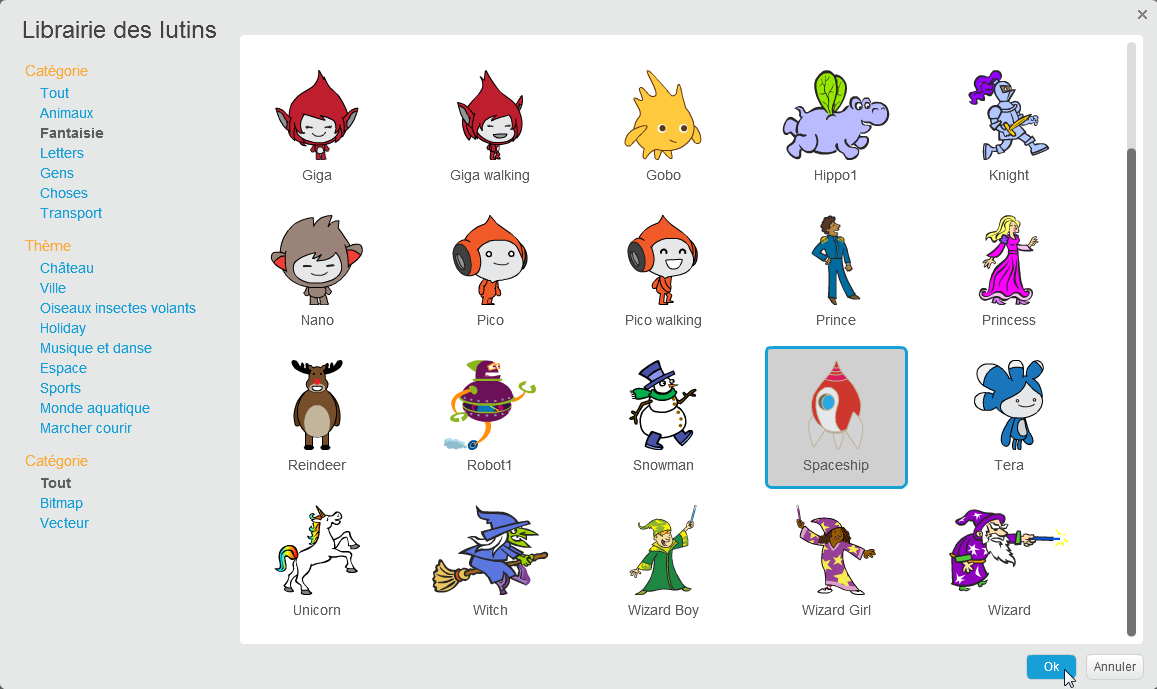 Librairie des lutins
Catégorie
Tout
Animaux
Fantaisie
Letters
Gens
Choses
Transport
Thème
Château
Ville
Oiseaux insectes volants
Holiday
Musique et danse
Espace
Sports
Monde aquatique
Marcher courir
Catégorie
Tout
Bitmap
Vecteur
Giga Giga walking Gobo Hippo1 Knight
Nano Pico Pico walking Prince Princess
Reindeer Robot1 Snowman Spaceship Tera
Unicorn Witch Wizard Boy Wizard Girl Wizard
Ok Annuler